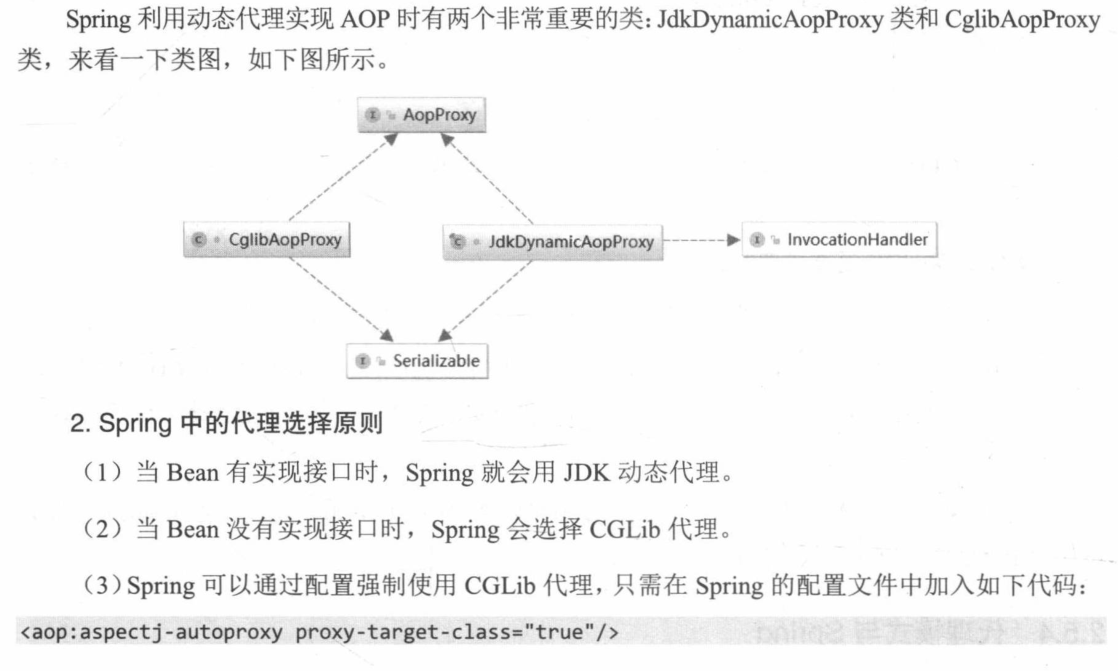 Spring 利用动态代理实现 AOP 时有两个非常重要的类：JdkDynamicAopProxy 类和 CglibAopProxy
类，来看一下类图，如下图所示。
AopProxy
CglibAopProxy
JdkDynamicAopProxy
InvocationHandler
Serializable
2. Spring 中的代理选择原则
（1）当 Bean 有实现接口时，Spring 就会用 JDK 动态代理。
（2）当 Bean 没有实现接口时，Spring 会选择 CGLib 代理。
（3）Spring 可以通过配置强制使用 CGLib 代理，只需在 Spring 的配置文件中加入如下代码：
<aop:aspectj-autoproxy proxy-target-class="true"/>